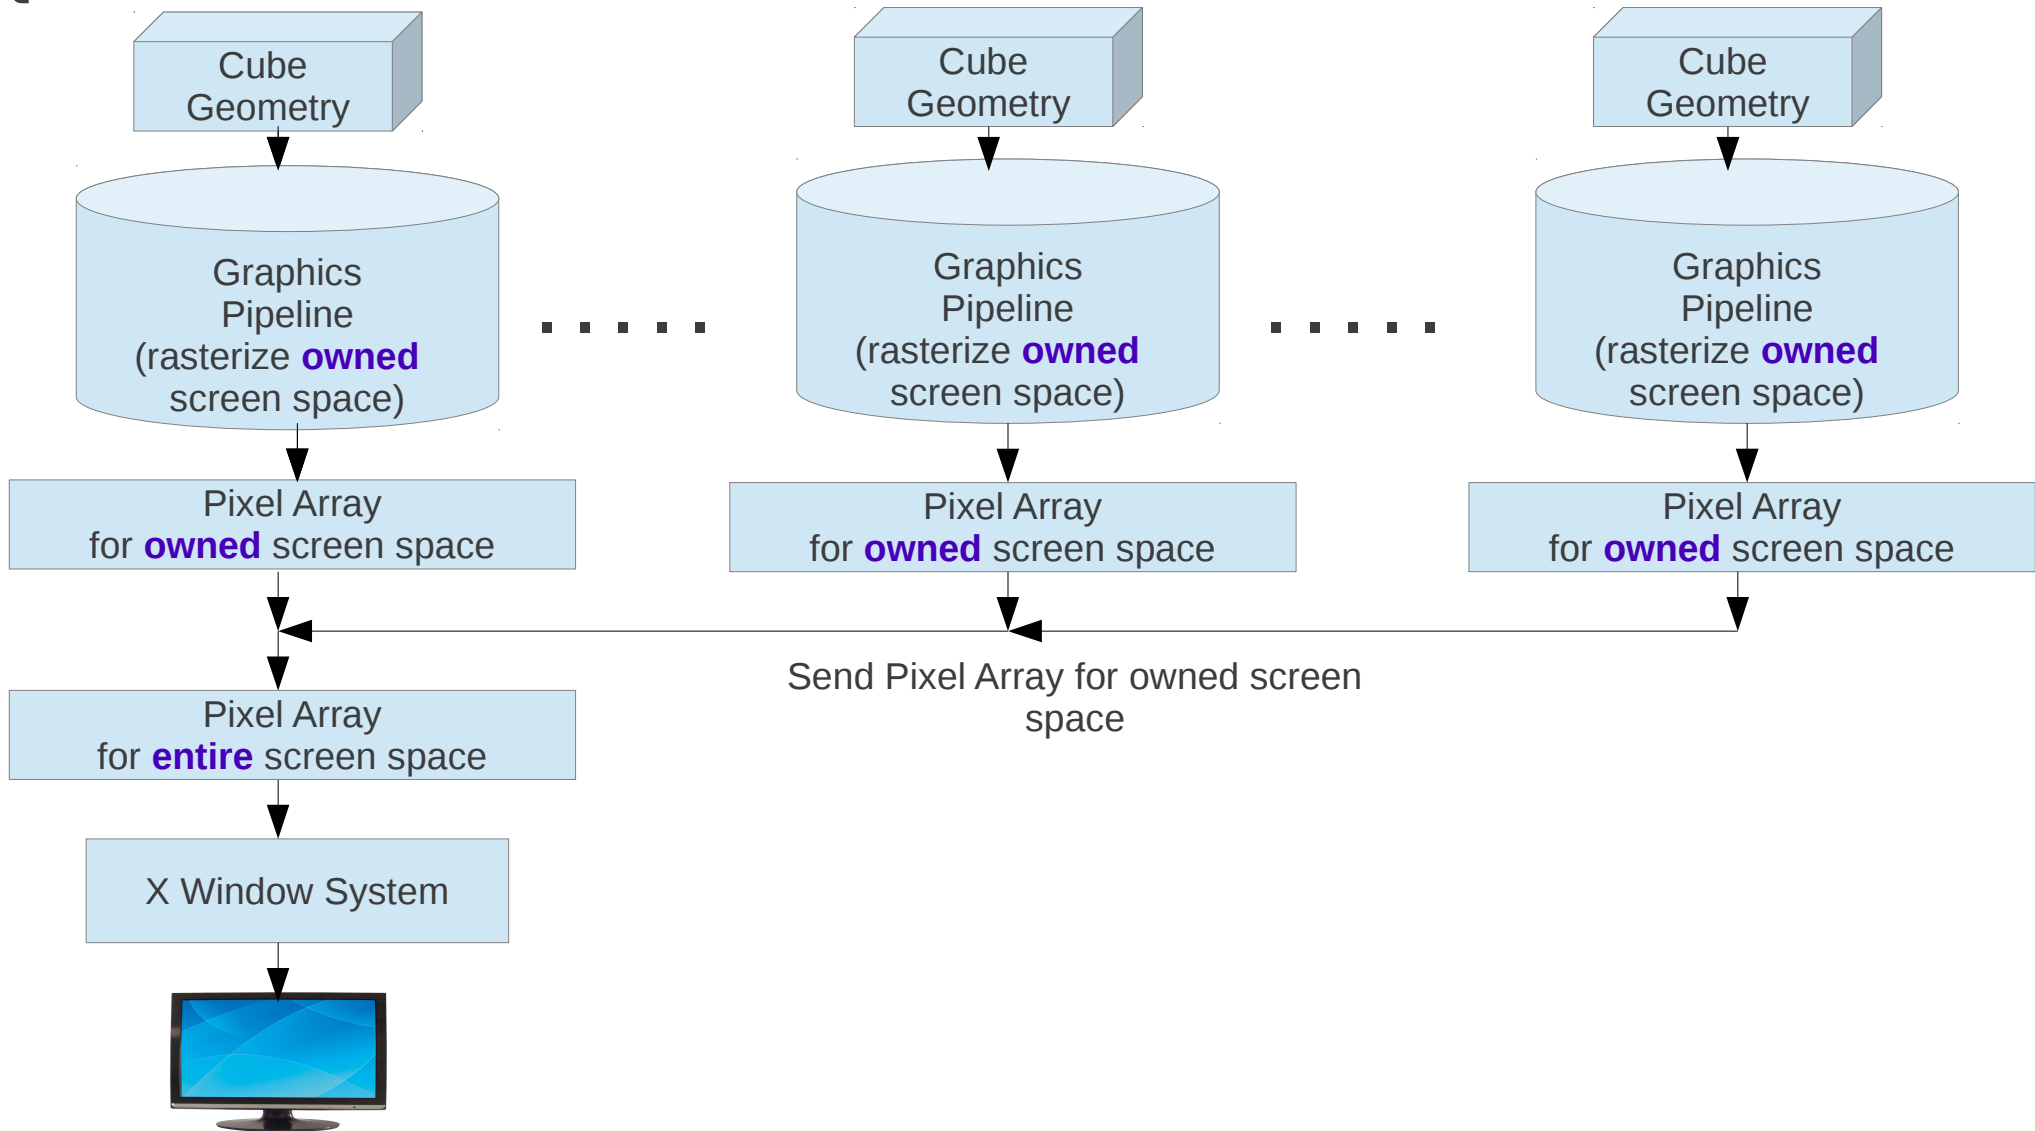 Cube
Geometry
Cube
Geometry
Cube
Geometry
Graphics
Pipeline
(rasterize owned
screen space)
Graphics
Pipeline
(rasterize owned
screen space)
Graphics
Pipeline
(rasterize owned
screen space)
Pixel Array
for owned screen space
Pixel Array
for owned screen space
Pixel Array
for owned screen space
Send Pixel Array for owned screen
space
Pixel Array
for entire screen space
X Window System